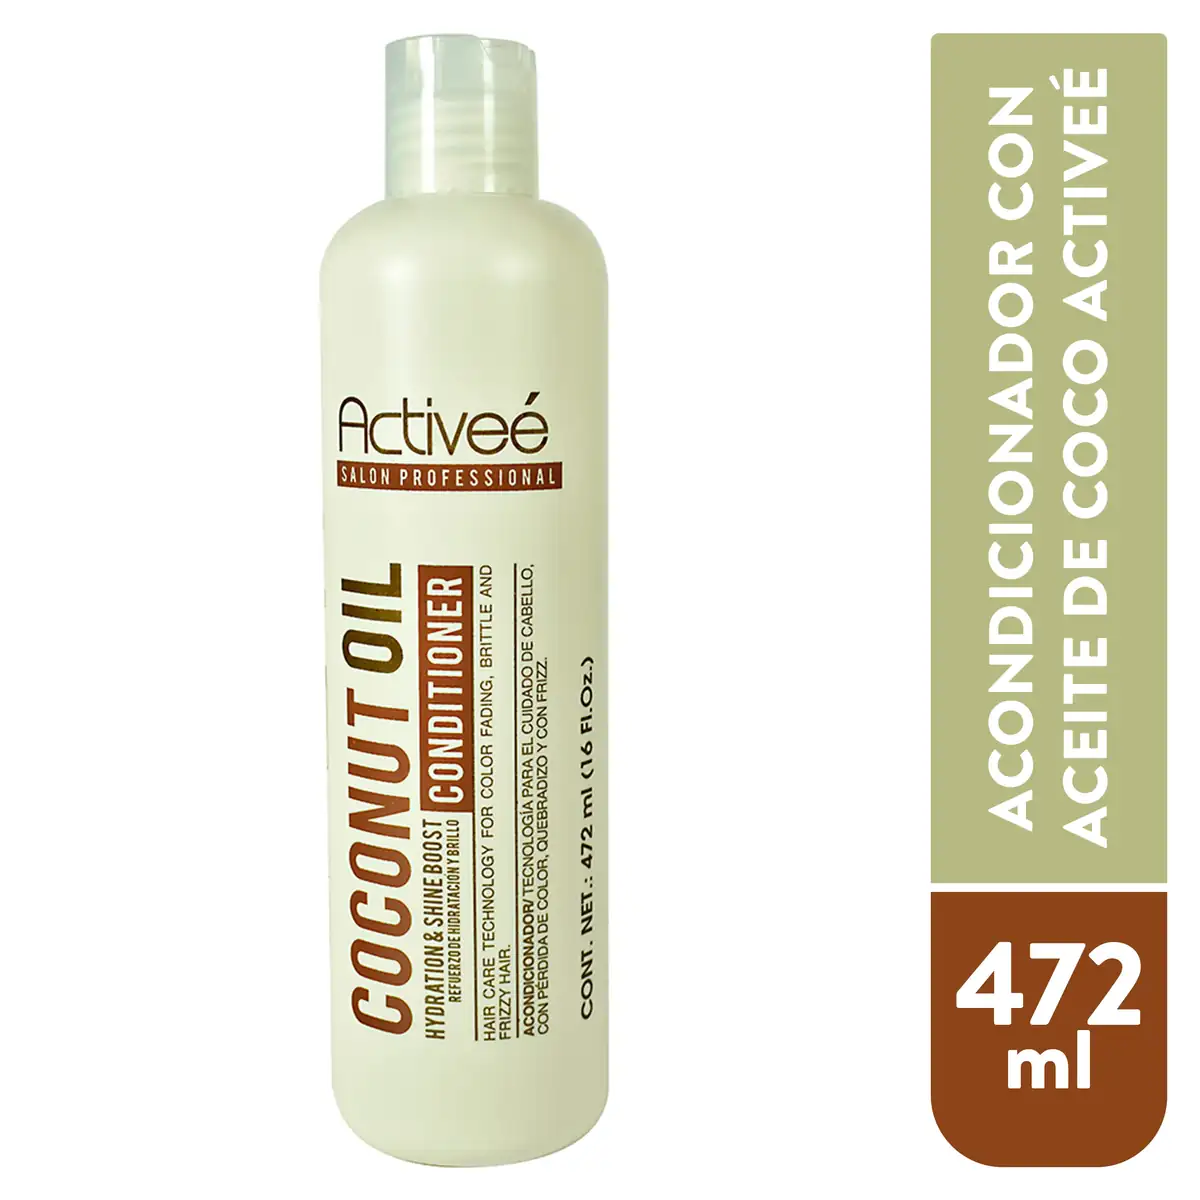 Activeé
SALON PROFESSIONAL
COCONUT OIL
HYDRATION & SHINE BOOST
REFUERZO DE HIDRATACIÓN Y BRILLO
CONDITIONER
HAIR CARE TECHNOLOGY FOR COLOR FADING, BRITTLE AND
FRIZZY HAIR.
ACONDICIONADOR/ TECNOLOGÍA PARA EL CUIDADO DE CABELLO,
CON PÉRDIDA DE COLOR, QUEBRADIZO Y CON FRIZZ.
CONT. NET.: 472 ml (16 Fl.Oz.)
ACONDICIONADOR CON
ACEITE DE COCO ACTIVEÉ
472
ml